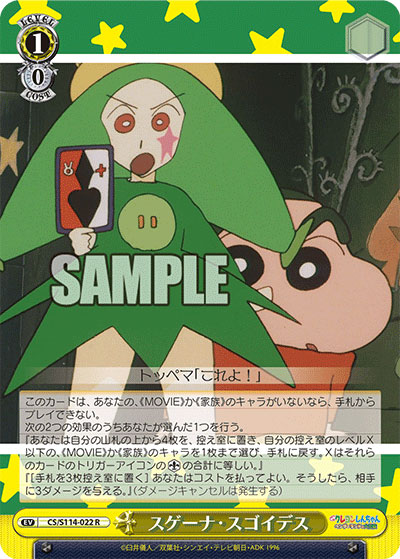 LEVEL
1
0
COST
SAMPLE
トッペマ「これよ！」
このカードは、あなたの、《MOVIE》か《家族》のキャラがいないなら、手札から
プレイできない。
次の2つの効果のうちあなたが選んだ1つを行う。
『あなたは自分の山札の上から4枚を、控え室に置き、自分の控え室のレベルX
以下の、《MOVIE》か《家族》のキャラを1枚まで選び、手札に戻す。Xはそれら
のカードのトリガーアイコンの の合計に等しい。』
『［手札を3枚控え室に置く］あなたはコストを払ってよい。そうしたら、相手
に3ダメージを与える。』（ダメージキャンセルは発生する）
EV CS/S114-022 R
スゲーナ・スゴイデス
クレヨンしんちゃん
©臼井儀人／双葉社・シンエイ・テレビ朝日・ADK 1996